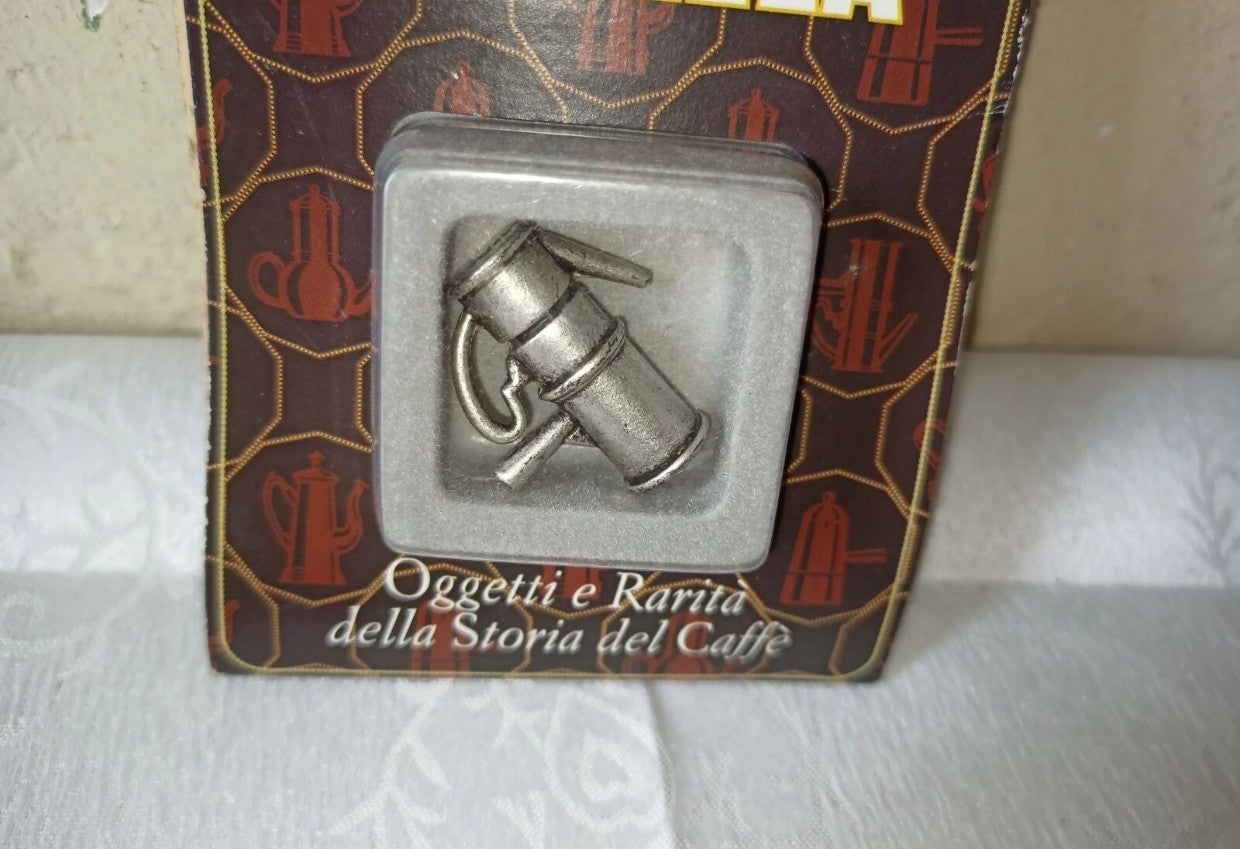 Oggetti e Rarità
della Storia del Caffè